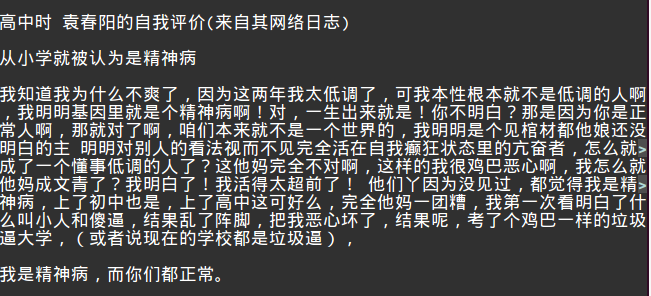 高中时 袁春阳的自我评价(来自其网络日志)
从小学就被认为是精神病
我知道我为什么不爽了，因为这两年我太低调了，可我本性根本就不是低调的人啊
，我明明基因里就是个精神病啊！对，一生出来就是！你不明白？那是因为你是正
常人啊，那就对了啊，咱们本来就不是一个世界的，我明明是个见棺材都他娘还没
明白的主 明明对别人的看法视而不见完全活在自我癫狂状态里的亢奋者，怎么就>
成了一个懂事低调的人了？这他妈完全不对啊，这样的我很鸡巴恶心啊，我怎么就
他妈成文青了？我明白了！我活得太超前了！ 他们丫因为没见过，都觉得我是精>
神病，上了初中也是，上了高中这可好么，完全他妈一团糟，我第一次看明白了什
么叫小人和傻逼，结果乱了阵脚，把我恶心坏了，结果呢，考了个鸡巴一样的垃圾
逼大学，（或者说现在的学校都是垃圾逼），
我是精神病，而你们都正常。